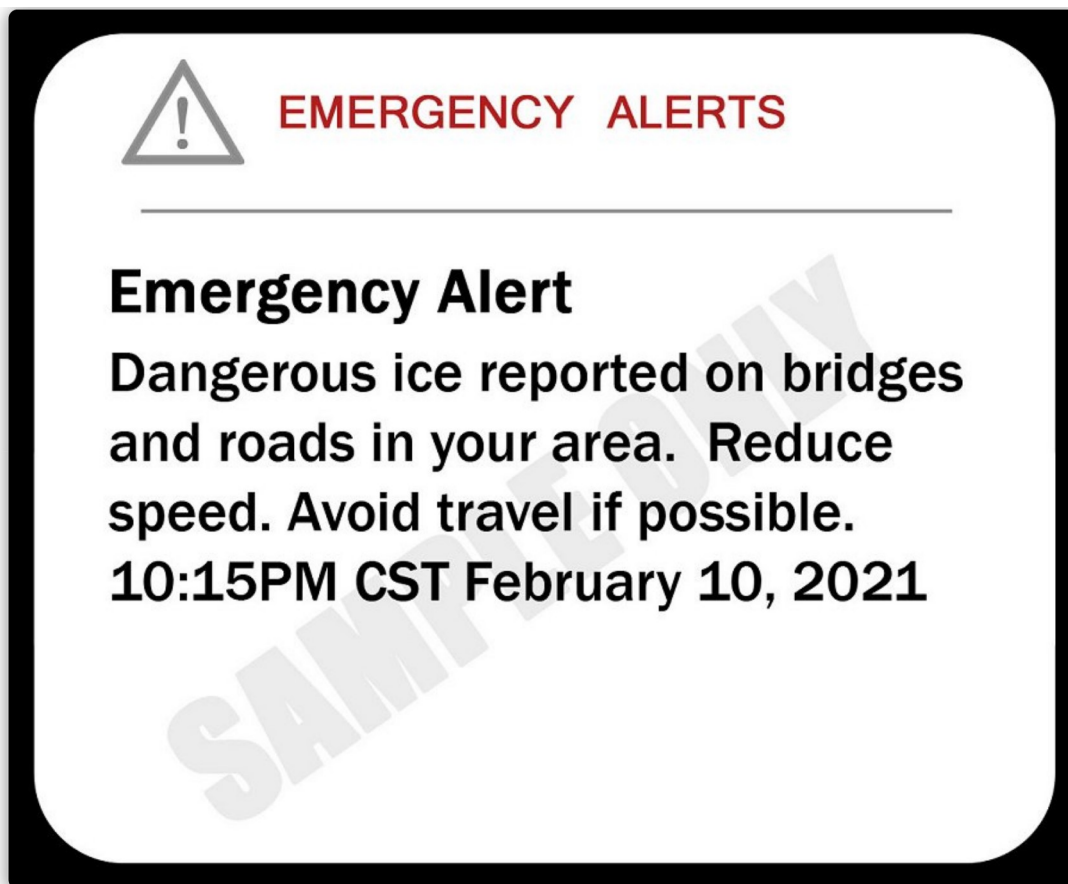 EMERGENCY ALERTS
Emergency Alert
Dangerous ice reported on bridges
and roads in your area.  Reduce
speed. Avoid travel if possible.
10:15PM CST February 10, 2021
SAMPLE ONLY